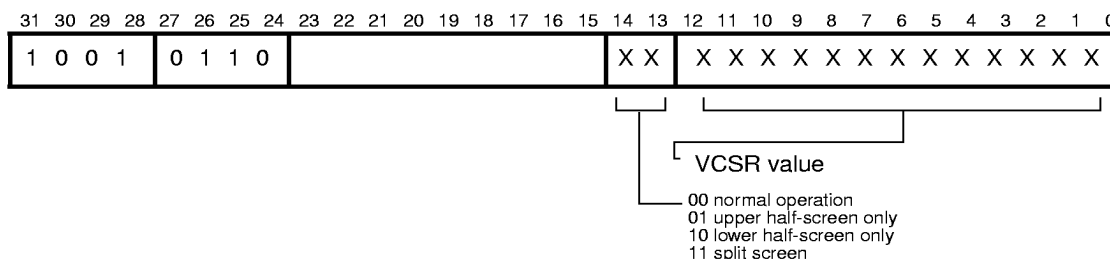 31 30 29 28 27 26 25 24 23 22 21 20 19 18 17 16 15 14 13 12 11 10 9 8 7 6 5 4 3 2 1 0
1 0 0 1 0 1 1 0 X X X X X X X X X X X X X X X
VCSR value
00 normal operation
01 upper half-screen only
10 lower half-screen only
11 split screen